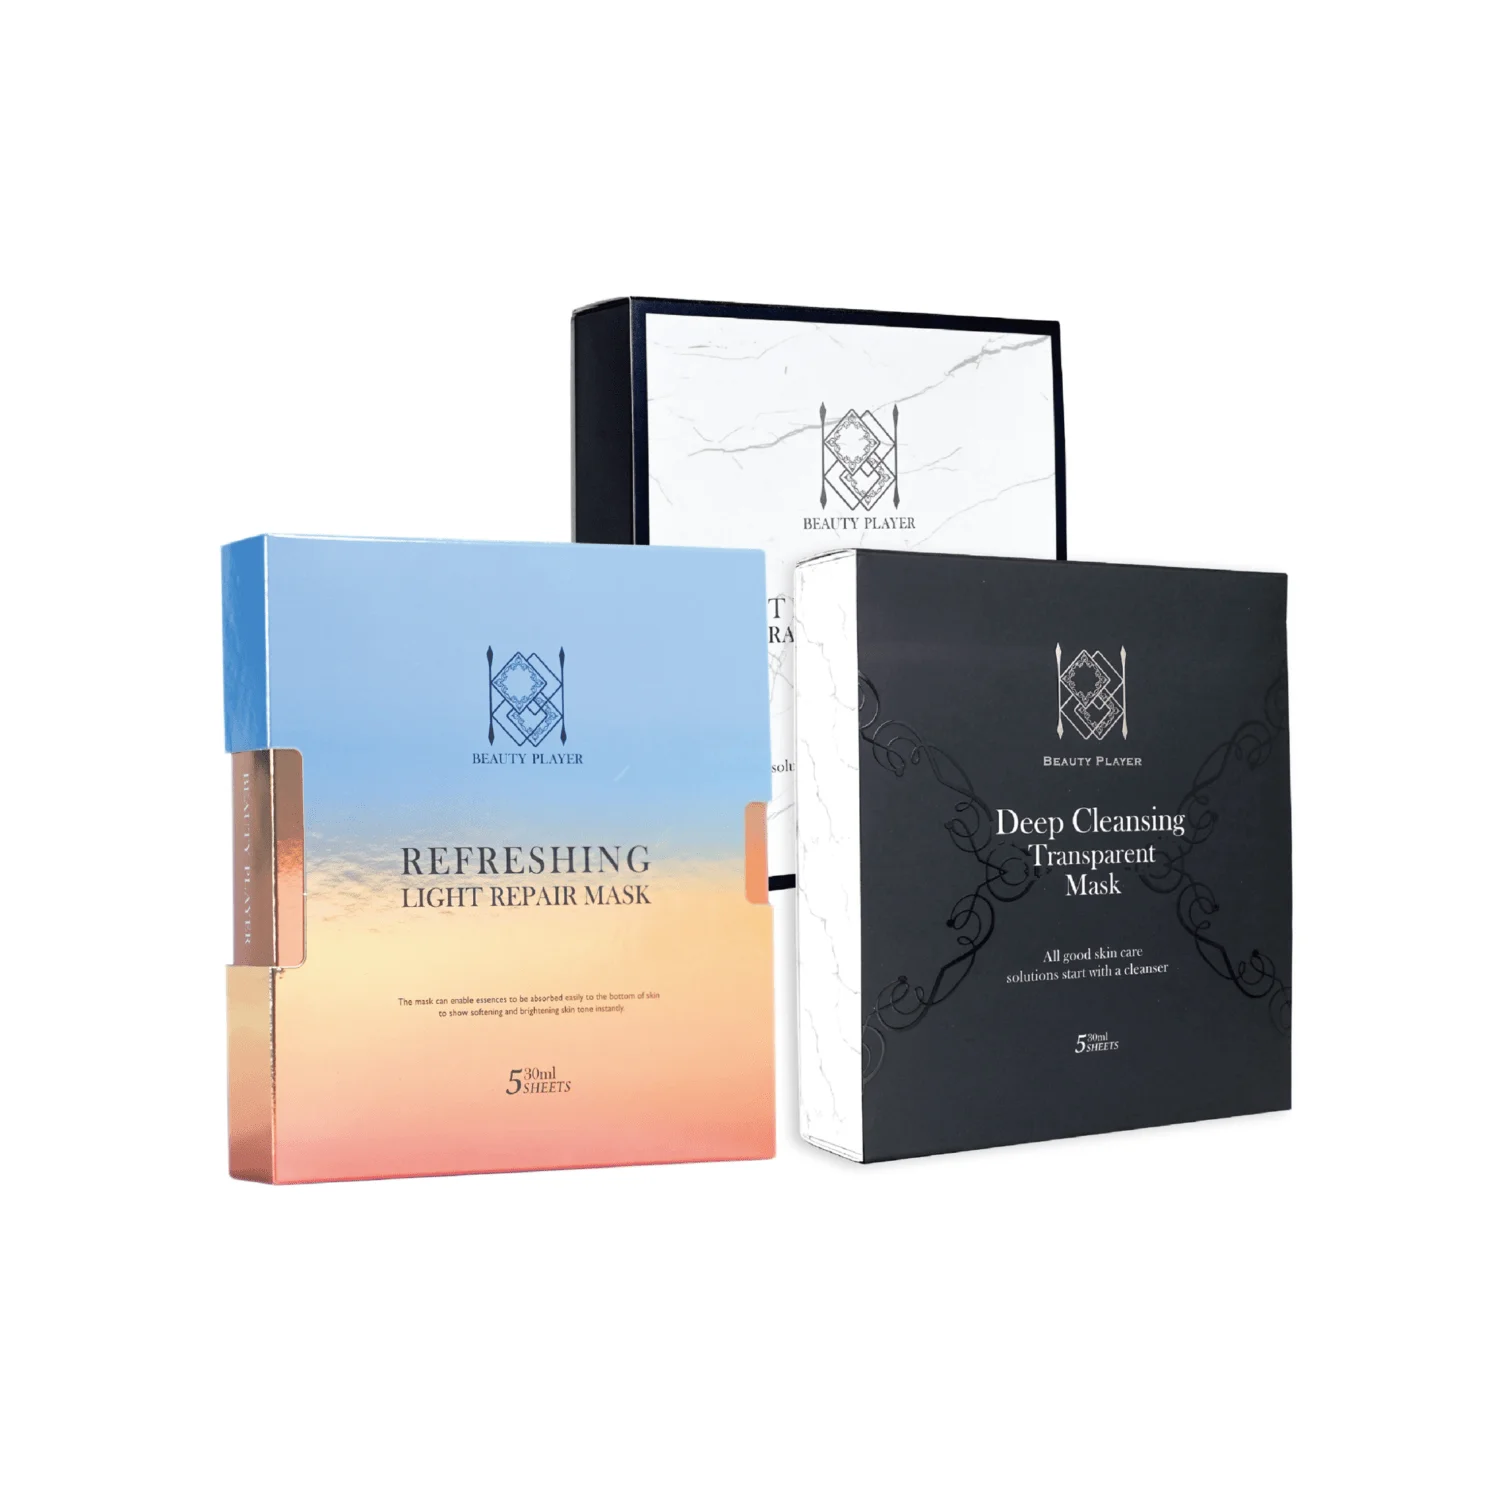 BEAUTY PLAYER
BEAUTY PLAYER
REFRESHING
LIGHT REPAIR MASK
The mask can enable essences to be absorbed easily to the bottom of skin
to show softening and brightening skin tone instantly.
5 30ml
SHEETS
BEAUTY PLAYER
T
RA
solu
BEAUTY PLAYER
Deep Cleansing
Transparent
Mask
All good skin care
solutions start with a cleanser
5 30ml
SHEETS